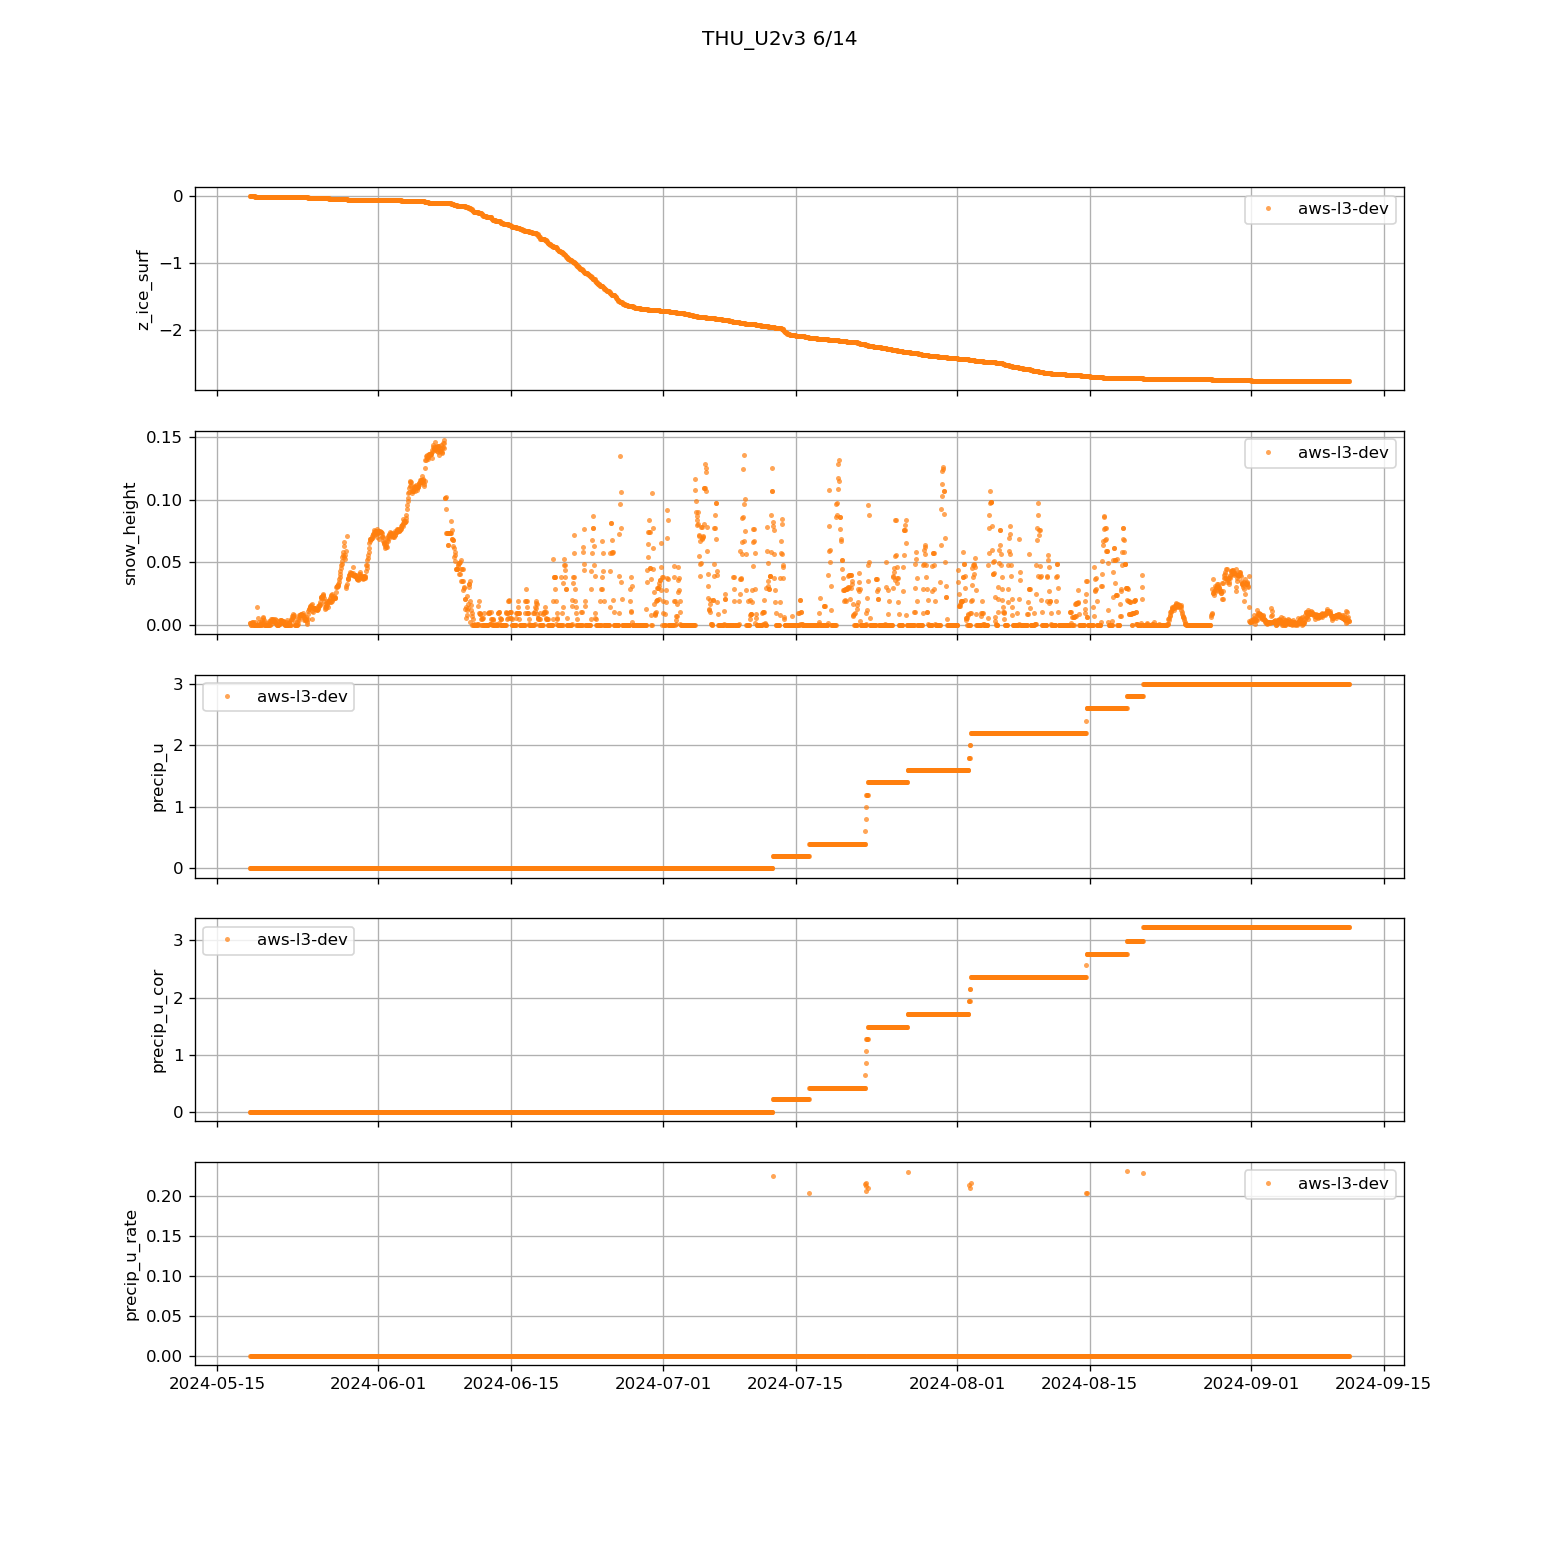 THU_U2v3 6/14
0
−1
−2
z_ice_surf
aws-l3-dev
0.15
0.10
0.05
0.00
snow_height
aws-l3-dev
3
2
1
0
precip_u
aws-l3-dev
3
2
1
0
precip_u_cor
aws-l3-dev
0.20
0.15
0.10
0.05
0.00
precip_u_rate
aws-l3-dev
2024-05-15 2024-06-01 2024-06-15 2024-07-01 2024-07-15 2024-08-01 2024-08-15 2024-09-01 2024-09-15